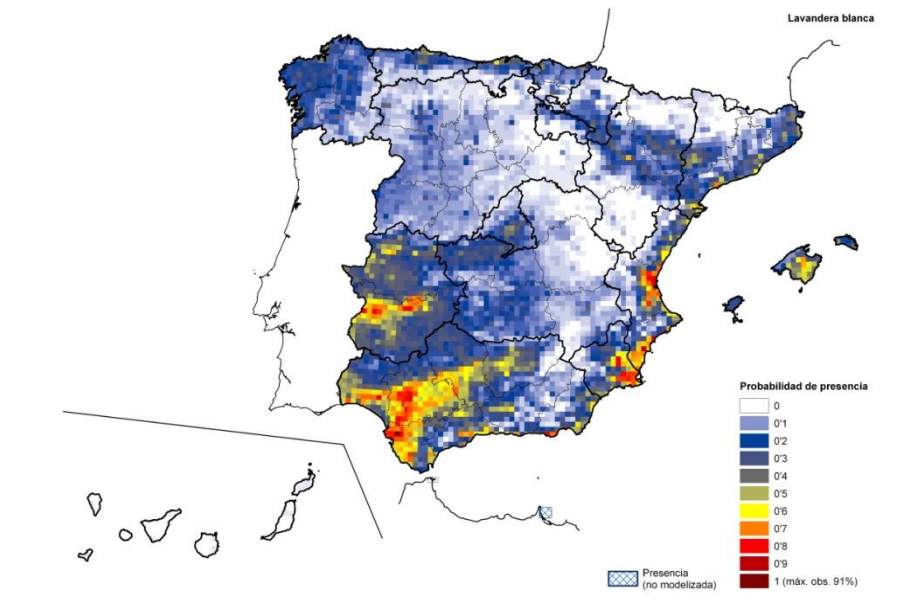 Lavandera blanca
Probabilidad de presencia
0
0'1
0'2
0'3
0'4
0'5
0'6
0'7
0'8
0'9
1 (máx. obs. 91%)
Presencia
(no modelizada)